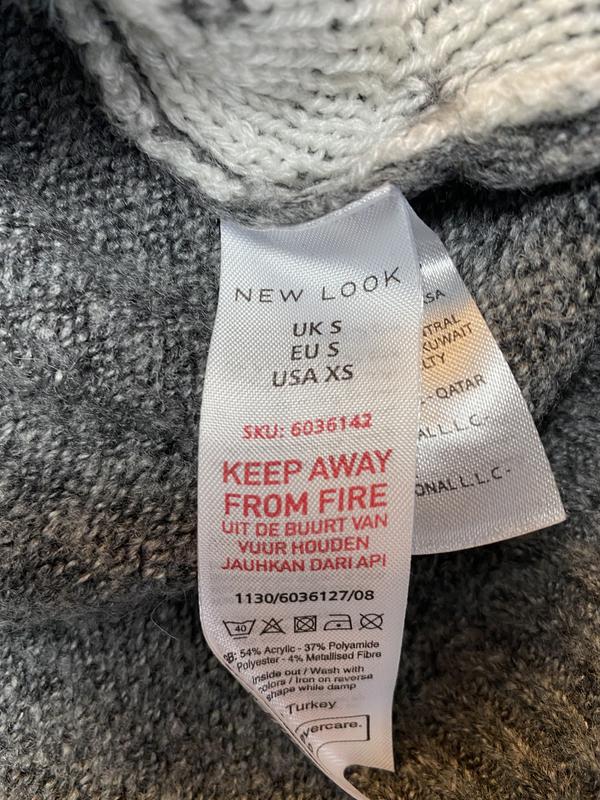 NEW LOOK
UK S
EU S
USA XS
SKU: 6036142
KEEP AWAY
FROM FIRE
UIT DE BUURT VAN
VUUR HOUDEN
JAUHKAN DARI API
1130/6036127/08
40
GB: 54% Acrylic - 37% Polyamide
Polyester - 4% Metallised Fibre
Inside out / Wash with
colors / Iron on reverse
shape while damp
Turkey
KUWAIT
- QATAR
L.L.C -
L.L.C -